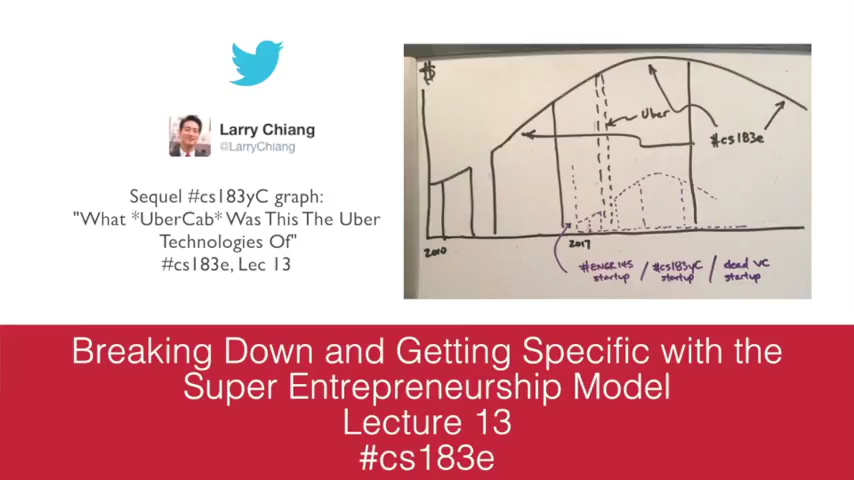 Larry Chiang
@LarryChiang
Sequel #cs183yC graph:
"What *UberCab* Was This The Uber
Technologies Of"
#cs183e, Lec 13
$
Uber
#cs183e
2010
2017
#ENGR145 / #cs183yC / dead VC
startup startup startup
Breaking Down and Getting Specific with the
Super Entrepreneurship Model
Lecture 13
#cs183e